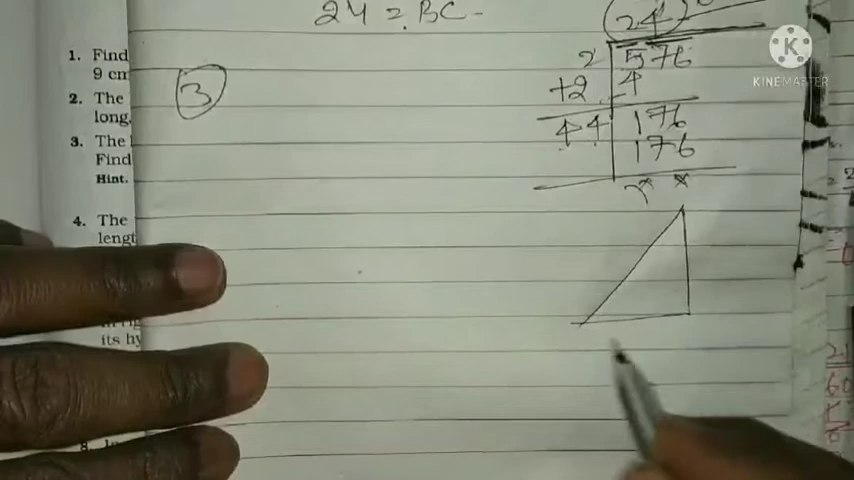 24 = BC -
24
2 576
+2 - 4
44 176
176
KINEMASTER
3
1. Find
9 cm
2. The
long.
3. The
Find
Hint.
4. The
lengt
its hy